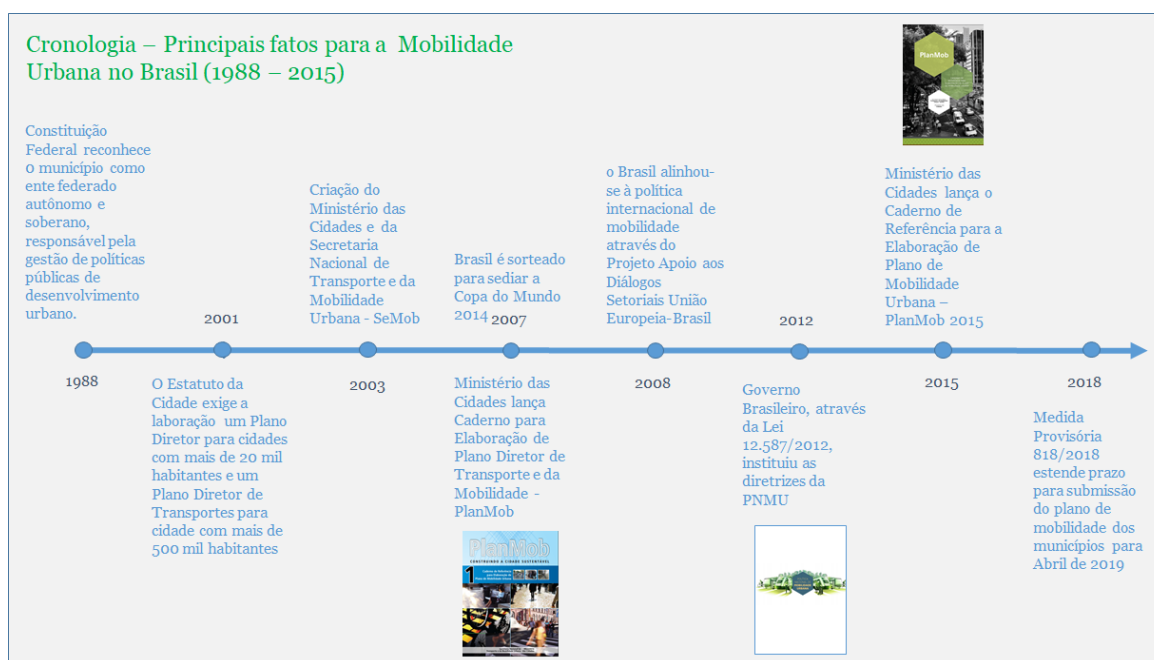 Cronologia – Principais fatos para a Mobilidade
Urbana no Brasil (1988 – 2015)
Constituição
Federal reconhece
0 município como
ente federado
autônomo e
soberano,
responsável pela
gestão de políticas
públicas de
desenvolvimento
urbano.
1988
2001
O Estatuto da
Cidade exige a
laboração um Plano
Diretor para cidades
com mais de 20 mil
habitantes e um
Plano Diretor de
Transportes para
cidade com mais de
500 mil habitantes
Criação do
Ministério das
Cidades e da
Secretaria
Nacional de
Transporte e da
Mobilidade
Urbana - SeMob
2003
Brasil é sorteado
para sediar a
Copa do Mundo
2014
2007
Ministério das
Cidades lança
Caderno para
Elaboração de
Plano Diretor de
Transporte e da
Mobilidade -
PlanMob
PlanMob
CONSTRUINDO A CIDADE SUSTENTÁVEL
1
o Brasil alinhou-
se à política
internacional de
mobilidade
através do
Projeto Apoio aos
Diálogos
Setoriais União
Europeia-Brasil
2008
2012
Governo
Brasileiro, através
da Lei
12.587/2012,
instituiu as
diretrizes da
PNMU
PlanMob
Ministério das
Cidades lança o
Caderno de
Referência para a
Elaboração de
Plano de
Mobilidade
Urbana –
PlanMob 2015
2015
2018
Medida
Provisória
818/2018
estende prazo
para submissão
do plano de
mobilidade dos
municípios para
Abril de 2019